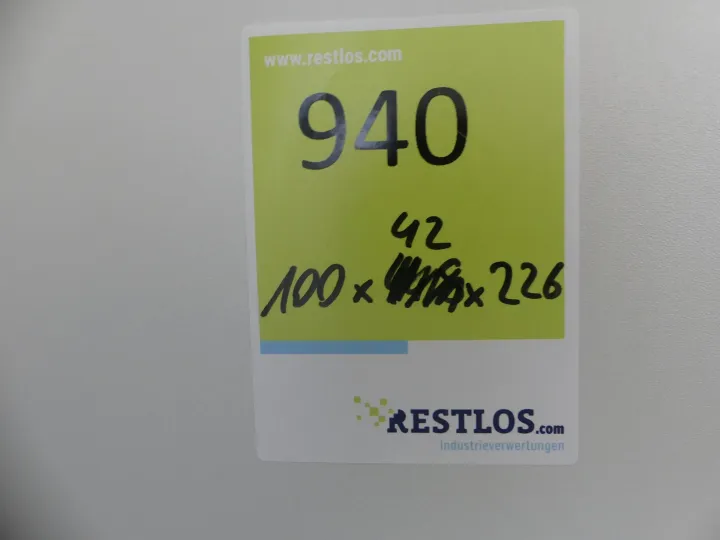 www.restlos.com
940
42
100 x x 226
RESTLOS.com
Industrieverwertungen